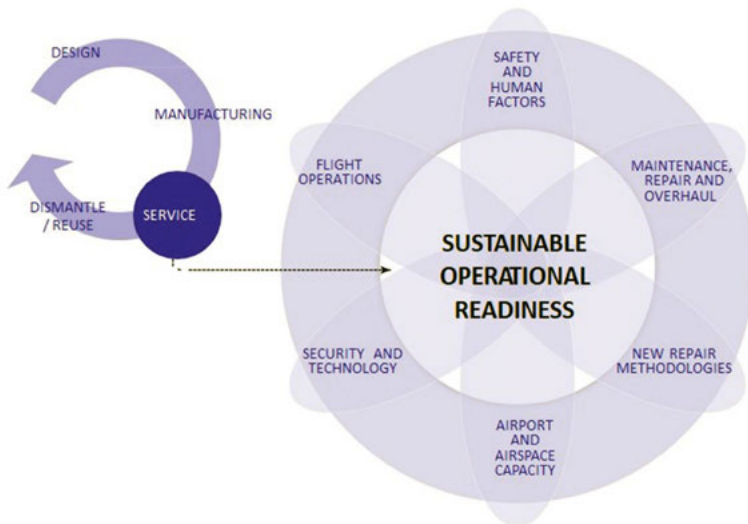 DESIGN
MANUFACTURING
SERVICE
DISMANTLE
/ REUSE
SAFETY
AND
HUMAN
FACTORS
FLIGHT
OPERATIONS
MAINTENANCE,
REPAIR AND
OVERHAUL
SUSTAINABLE
OPERATIONAL
READINESS
SECURITY AND
TECHNOLOGY
NEW REPAIR
METHODOLOGIES
AIRPORT
AND
AIRSPACE
CAPACITY